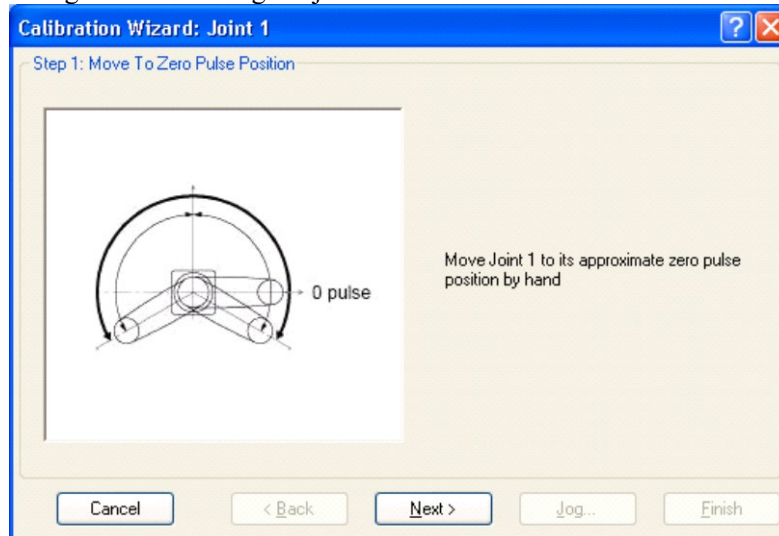 Calibration Wizard: Joint 1
Step 1: Move To Zero Pulse Position
0 pulse
Move Joint 1 to its approximate zero pulse
position by hand
Cancel
< Back
Next >
Jog...
Finish